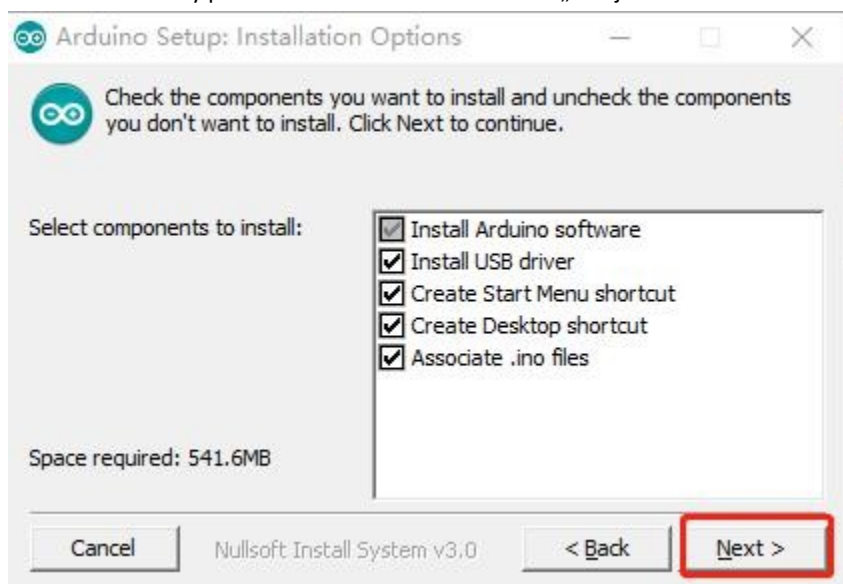 Arduino Setup: Installation Options
Check the components you want to install and uncheck the components
you don't want to install. Click Next to continue.
Select components to install:
Install Arduino software
Install USB driver
Create Start Menu shortcut
Create Desktop shortcut
Associate .ino files
Space required: 541.6MB
Cancel
Nullsoft Install System v3.0
< Back
Next >